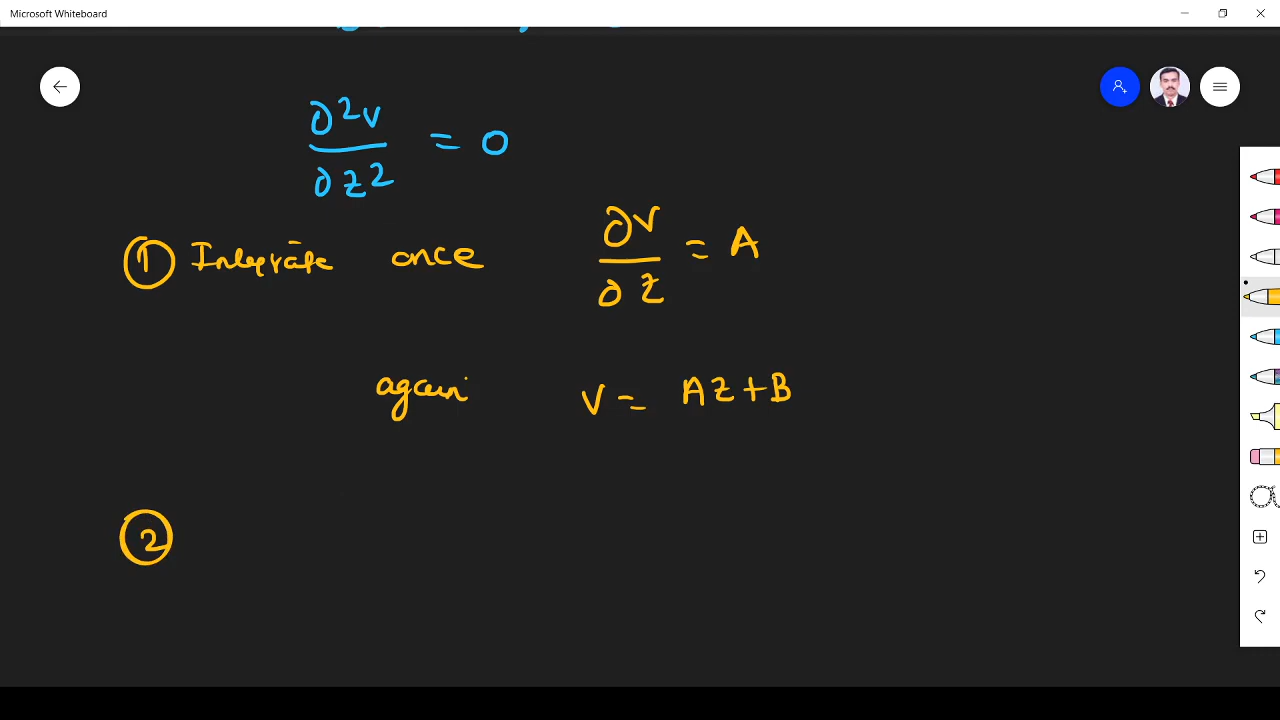 Microsoft Whiteboard
∂²v/∂z² = 0
① Integrate once ∂v/∂z = A
again v = Az+B
②